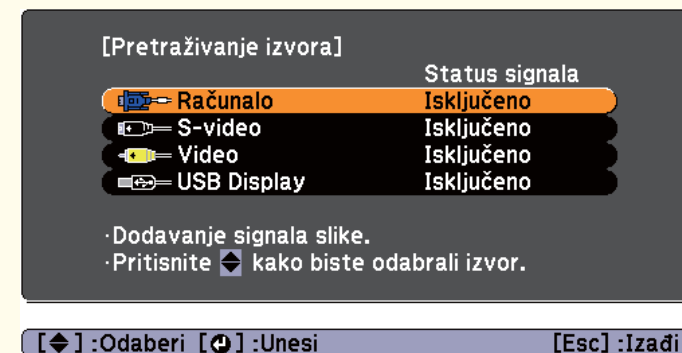 [Pretraživanje izvora]
Status signala
Računalo Isključeno
S-video Isključeno
Video Isključeno
USB Display Isključeno
·Dodavanje signala slike.
·Pritisnite kako biste odabrali izvor.
[◆] :Odaberi [↵] :Unesi [Esc] :Izađi